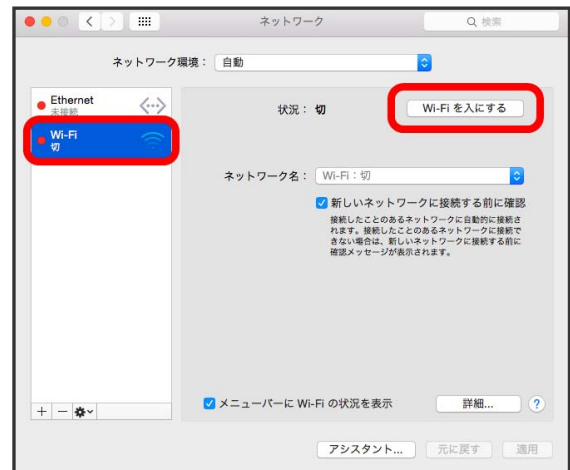 ネットワーク
検索
ネットワーク環境： 自動
Ethernet
未接続
Wi-Fi
切
状況： 切
Wi-Fi を入にする
ネットワーク名： Wi-Fi：切
新しいネットワークに接続する前に確認
接続したことのあるネットワークに自動的に接続さ
れます。接続したことのあるネットワークに接続で
きない場合は、新しいネットワークに接続する前に
確認メッセージが表示されます。
メニューバーに Wi-Fi の状況を表示
詳細...
?
アシスタント...
元に戻す
適用